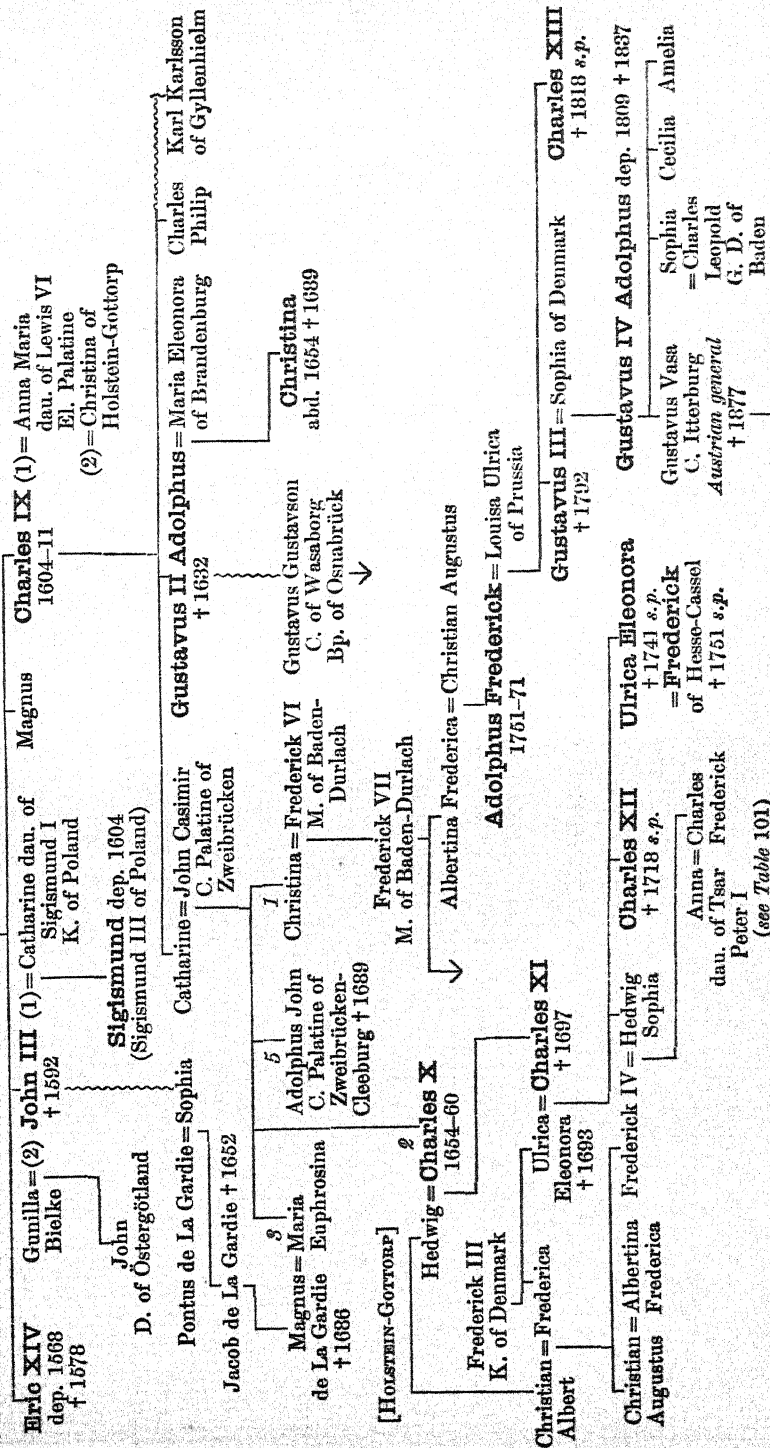 Eric XIV
dep. 1568
† 1578
Gunilla=(2) John III (1)=Catharine dau. of
Bielke
† 1592
Sigismund I
K. of Poland
Magnus
Charles IX (1)=Anna Maria
1604–11
dau. of Lewis VI
El. Palatine
(2)=Christina of
Holstein-Gottorp
John
D. of Östergötland
Sigismund dep. 1604
(Sigismund III of Poland)
Pontus de La Gardie=Sophia
Catharine=John Casimir
C. Palatine of
Zweibrücken
Gustavus II Adolphus=Maria Eleonora
† 1632
of Brandenburg
Charles
Philip
Karl Karlsson
of Gyllenhielm
Jacob de La Gardie † 1652
3
Magnus=Maria
de La Gardie Euphrosina
† 1686
5
Adolphus John
C. Palatine of
Zweibrücken-
Cleeburg † 1689
1
Christina=Frederick VI
M. of Baden-
Durlach
Gustavus Gustavson
C. of Wasaborg
Bp. of Osnabrück
Christina
abd. 1654 † 1689
Frederick VII
M. of Baden-Durlach
[HOLSTEIN-GOTTORP]
2
Hedwig=Charles X
1654–60
Albertina Frederica=Christian Augustus
Frederick III
K. of Denmark
Adolphus Frederick=Louisa Ulrica
1751–71
of Prussia
Christian=Frederica
Albert
Ulrica=Charles XI
Eleonora
† 1693
† 1697
Gustavus III=Sophia of Denmark
† 1792
Charles XIII
† 1818 s.p.
Christian=Albertina
Augustus Frederica
Frederick IV=Hedwig
Sophia
Charles XII
† 1718 s.p.
Ulrica Eleonora
† 1741 s.p.
=Frederick
of Hesse-Cassel
† 1751 s.p.
Gustavus IV Adolphus dep. 1809 † 1837
Anna=Charles
dau. of Tsar Frederick
Peter I
(see Table 101)
Gustavus Vasa
C. Itterburg
Austrian general
† 1877
Sophia
=Charles
Leopold
G. D. of
Baden
Cecilia
Amelia